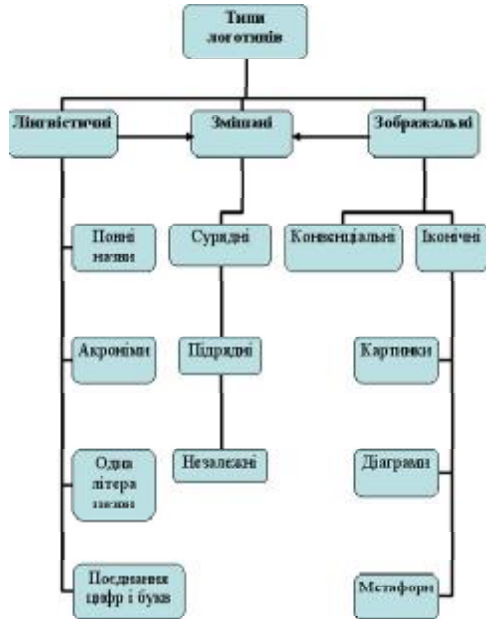 Типи
логотипів
Лінгвістичні
Змішані
Зображальні
Повні
назви
Сурядні
Конвенціальні
Іконічні
Акроніми
Підрядні
Картинки
Одна
літера
назви
Незалежні
Діаграми
Поєднання
цифр і букв
Метафори